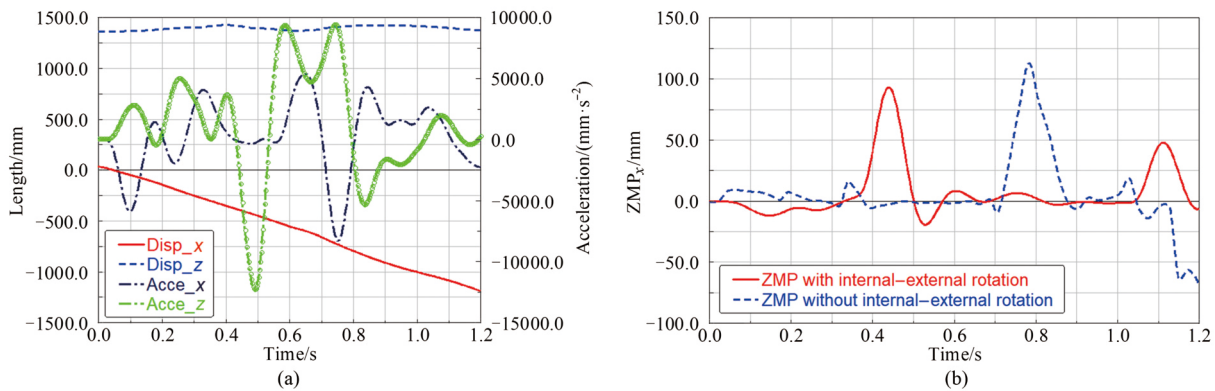 1500.0
1000.0
500.0
0.0
−500.0
−1000.0
−1500.0
Length/mm
10000.0
5000.0
0.0
−5000.0
−10000.0
−15000.0
Acceleration/(mm·s−2)
Disp_x
Disp_z
Acce_x
Acce_z
0.0 0.2 0.4 0.6 0.8 1.0 1.2
Time/s
(a)
150.0
100.0
50.0
0.0
−50.0
−100.0
ZMPx/mm
ZMP with internal–external rotation
ZMP without internal–external rotation
0.0 0.2 0.4 0.6 0.8 1.0 1.2
Time/s
(b)